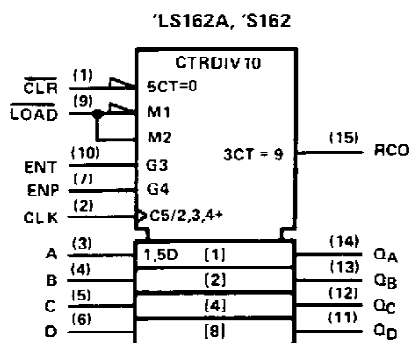 'LS162A, 'S162
CTRDIV10
CLR (1) 5CT=0
LOAD (9) M1
M2
ENT (10) G3 3CT = 9 (15) RCO
ENP (7) G4
CLK (2) C5/2,3,4+
A (3) 1,5D [1] (14) QA
B (4) [2] (13) QB
C (5) [4] (12) QC
D (6) [8] (11) QD